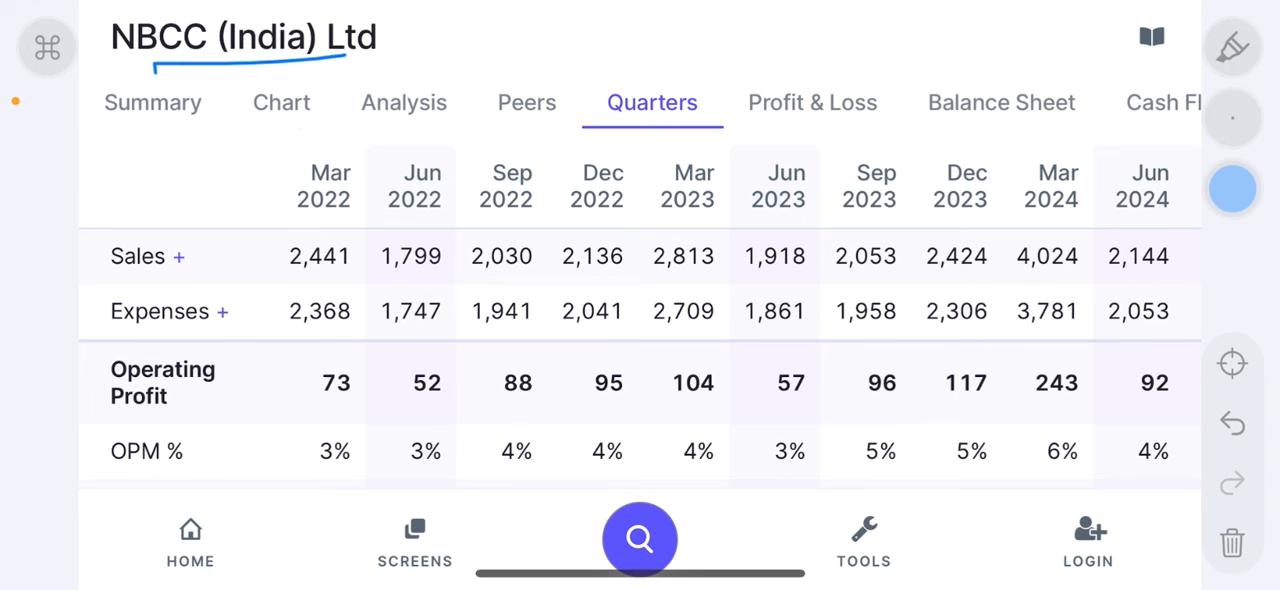 NBCC (India) Ltd
Summary Chart Analysis Peers Quarters Profit & Loss Balance Sheet Cash Fl
Mar 2022 Jun 2022 Sep 2022 Dec 2022 Mar 2023 Jun 2023 Sep 2023 Dec 2023 Mar 2024 Jun 2024
Sales + 2,441 1,799 2,030 2,136 2,813 1,918 2,053 2,424 4,024 2,144
Expenses + 2,368 1,747 1,941 2,041 2,709 1,861 1,958 2,306 3,781 2,053
Operating Profit 73 52 88 95 104 57 96 117 243 92
OPM % 3% 3% 4% 4% 4% 3% 5% 5% 6% 4%
HOME SCREENS TOOLS LOGIN